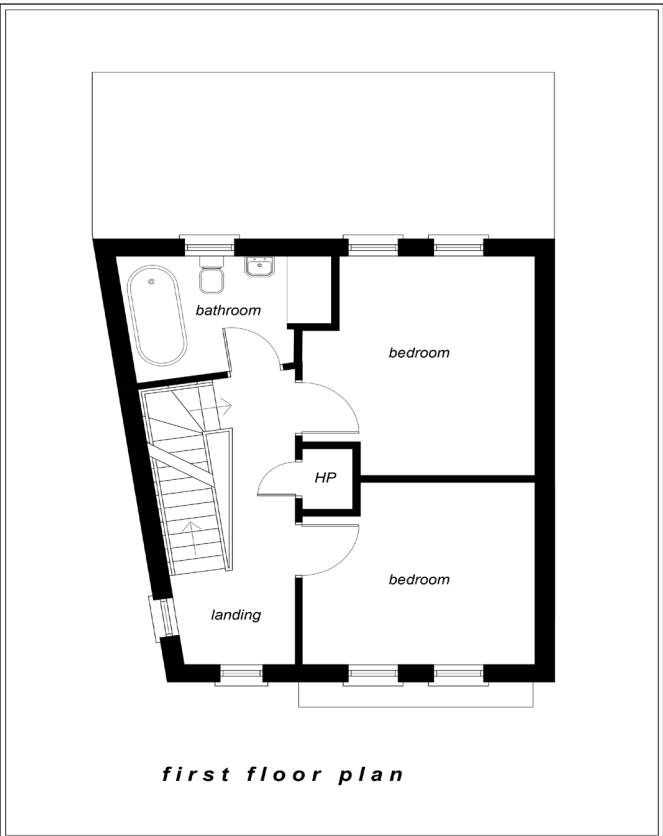 bathroom
bedroom
HP
bedroom
landing
first floor plan